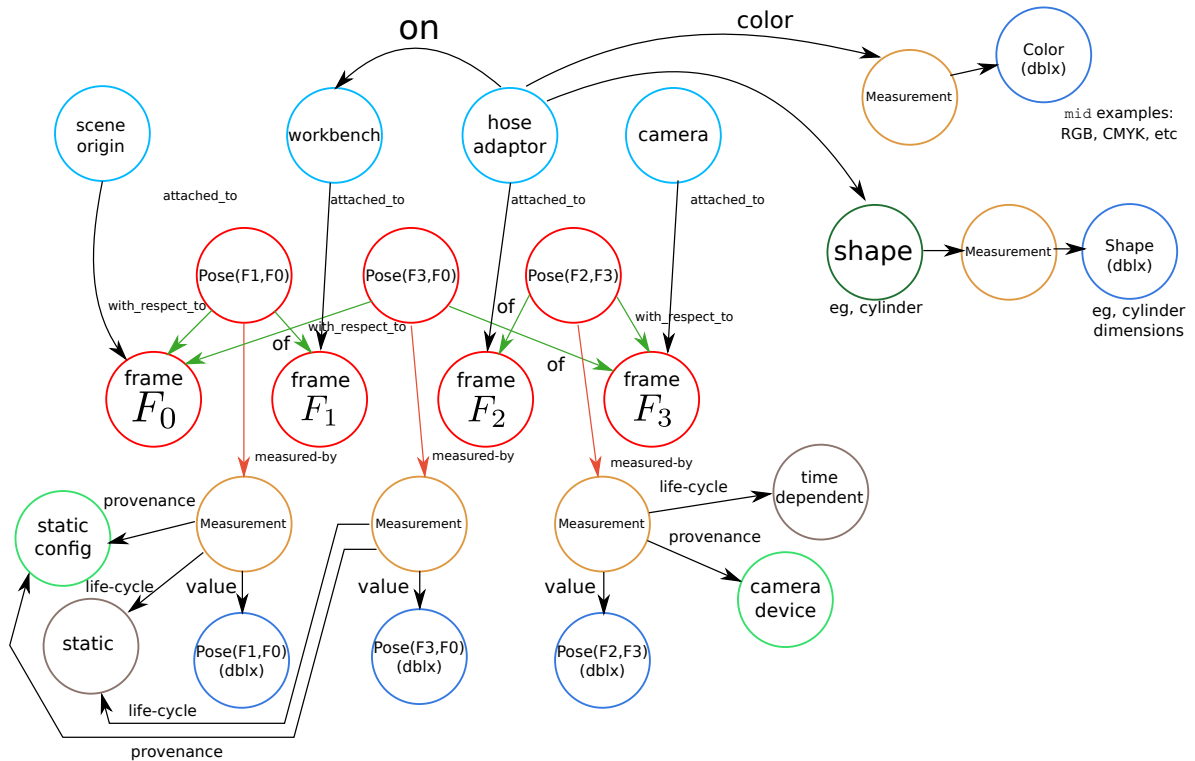 on
color
Color
(dblx)
Measurement
mid examples:
RGB, CMYK, etc
scene
origin
workbench
hose
adaptor
camera
attached_to
attached_to
attached_to
attached_to
shape
Measurement
Shape
(dblx)
eg, cylinder
eg, cylinder
dimensions
Pose(F1,F0)
Pose(F3,F0)
Pose(F2,F3)
with_respect_to
of
with_respect_to
of
with_respect_to
of
frame
F0
frame
F1
frame
F2
frame
F3
measured-by
measured-by
measured-by
provenance
life-cycle
time
dependent
static
config
Measurement
Measurement
Measurement
provenance
life-cycle
value
value
value
camera
device
static
Pose(F1,F0)
(dblx)
Pose(F3,F0)
(dblx)
Pose(F2,F3)
(dblx)
life-cycle
provenance